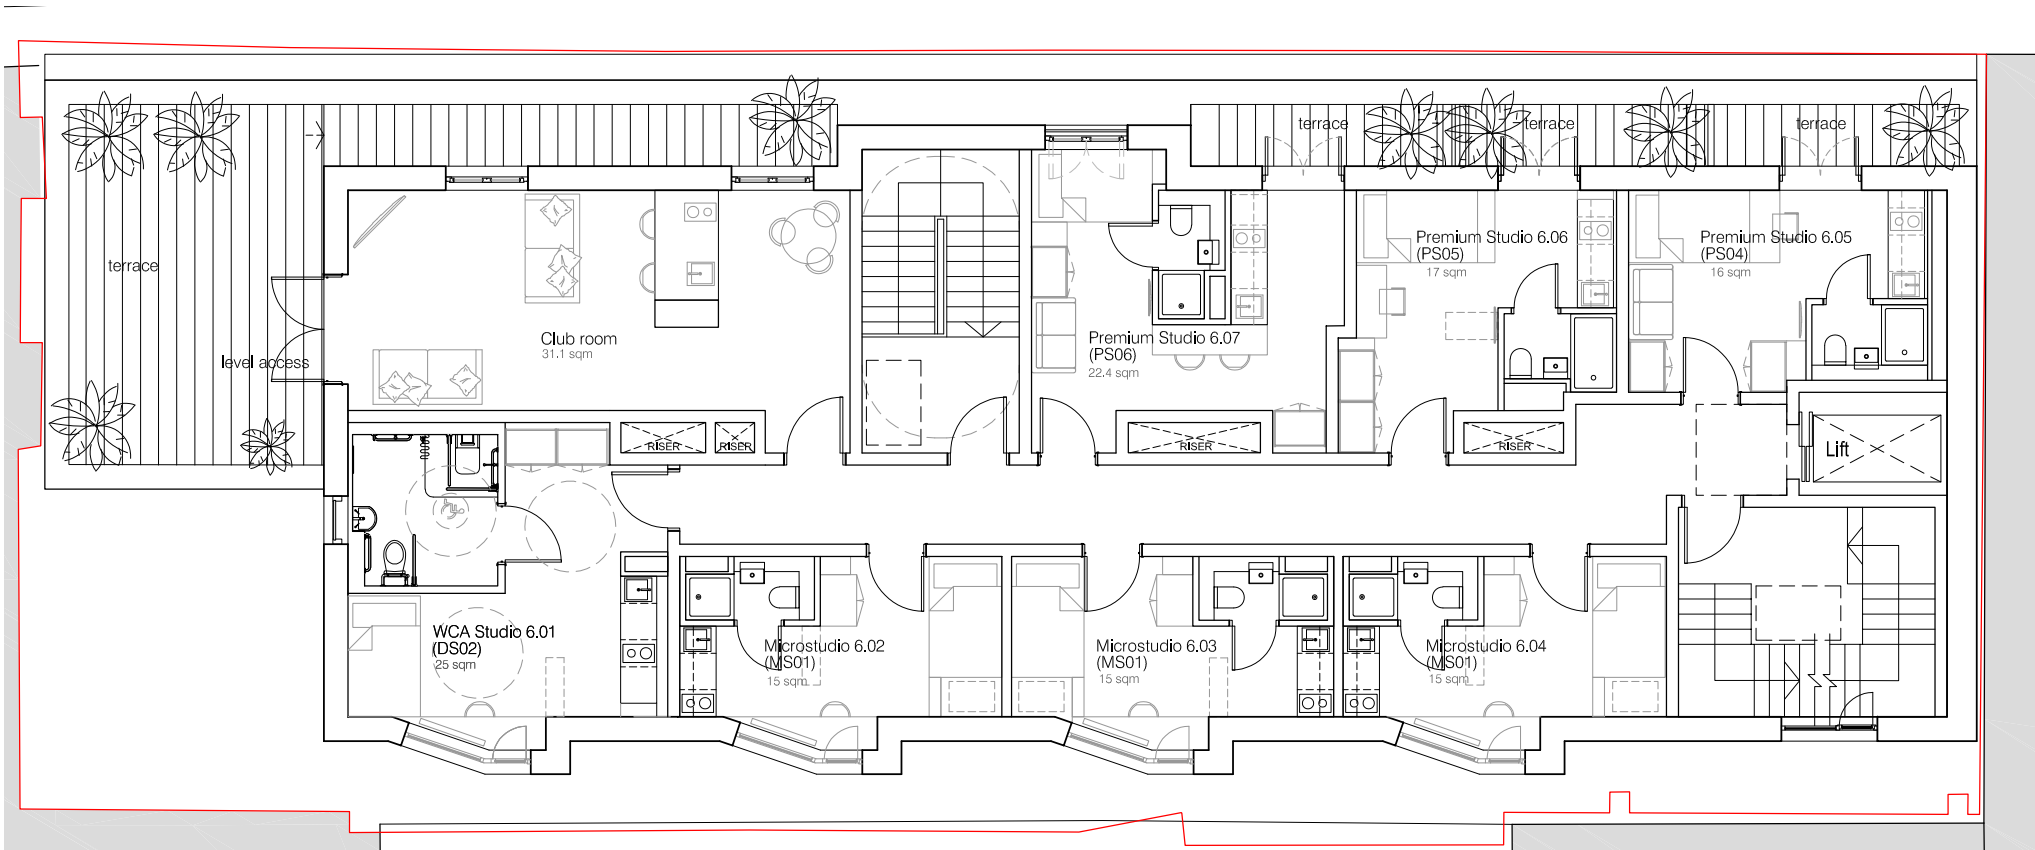 terrace
terrace
terrace
terrace
level access
Club room
31.1 sqm
Premium Studio 6.07
(PS06)
22.4 sqm
Premium Studio 6.06
(PS05)
17 sqm
Premium Studio 6.05
(PS04)
16 sqm
RISER
RISER
RISER
RISER
Lift
WCA Studio 6.01
(DS02)
25 sqm
Microstudio 6.02
(MS01)
15 sqm
Microstudio 6.03
(MS01)
15 sqm
Microstudio 6.04
(MS01)
15 sqm